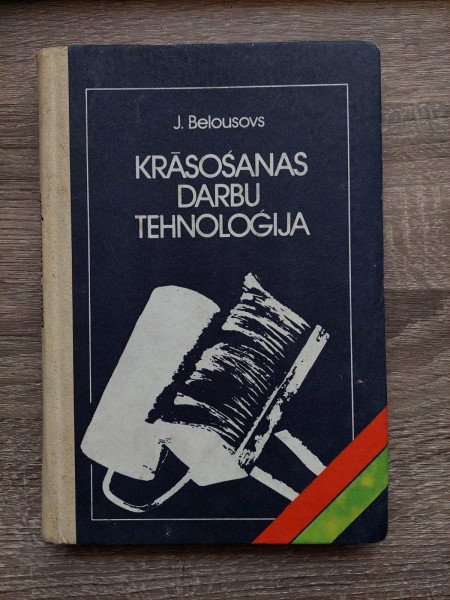 J. Belousovs
KRĀSOŠANAS
DARBU
TEHNOLOĢIJA